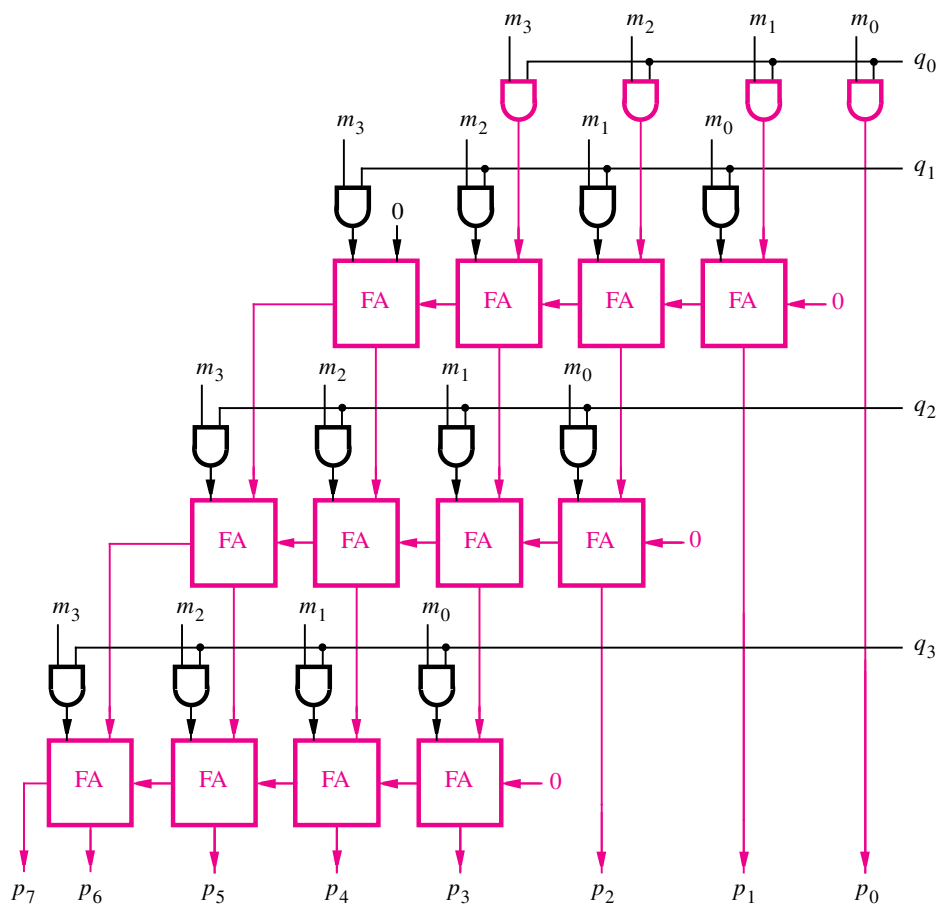 m₃ m₂ m₁ m₀
q₀
m₃ m₂ m₁ m₀
q₁
0
FA FA FA FA 0
m₃ m₂ m₁ m₀
q₂
FA FA FA FA 0
m₃ m₂ m₁ m₀
q₃
FA FA FA FA 0
p₇ p₆ p₅ p₄ p₃ p₂ p₁ p₀